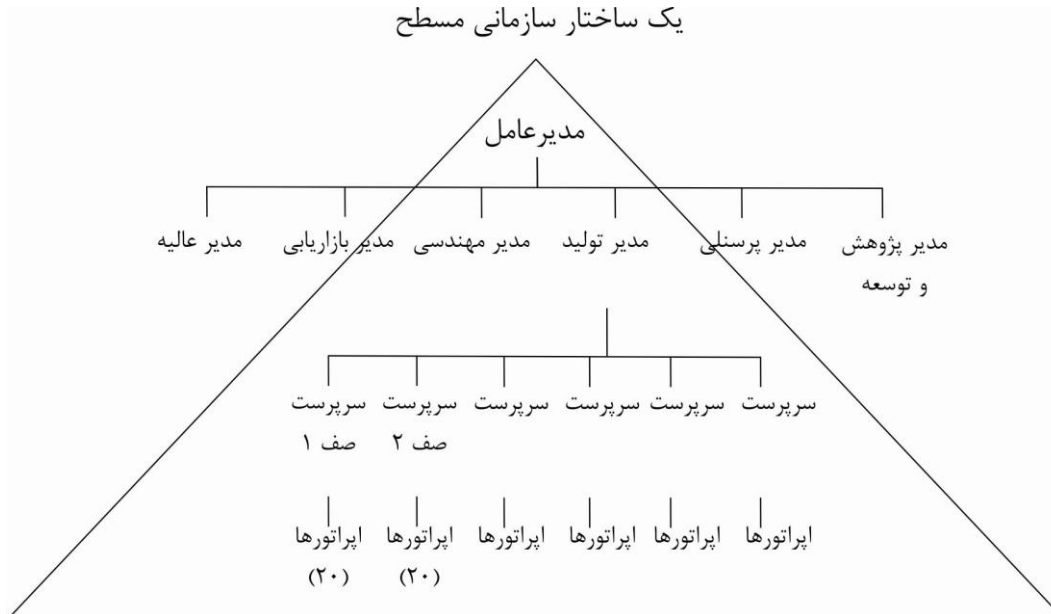 یک ساختار سازمانی مسطح
مدیرعامل
مدیر پژوهش و توسعه
مدیر پرسنلی
مدیر تولید
مدیر مهندسی
مدیر بازاریابی
مدیر عالیه
سرپرست
سرپرست
سرپرست
سرپرست
سرپرست صف ۲
سرپرست صف ۱
اپراتورها
اپراتورها
اپراتورها
اپراتورها
اپراتورها (۲۰)
اپراتورها (۲۰)